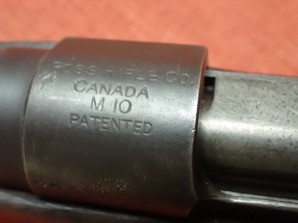 ROSS RIFLE CO.
CANADA
M 10
PATENTED